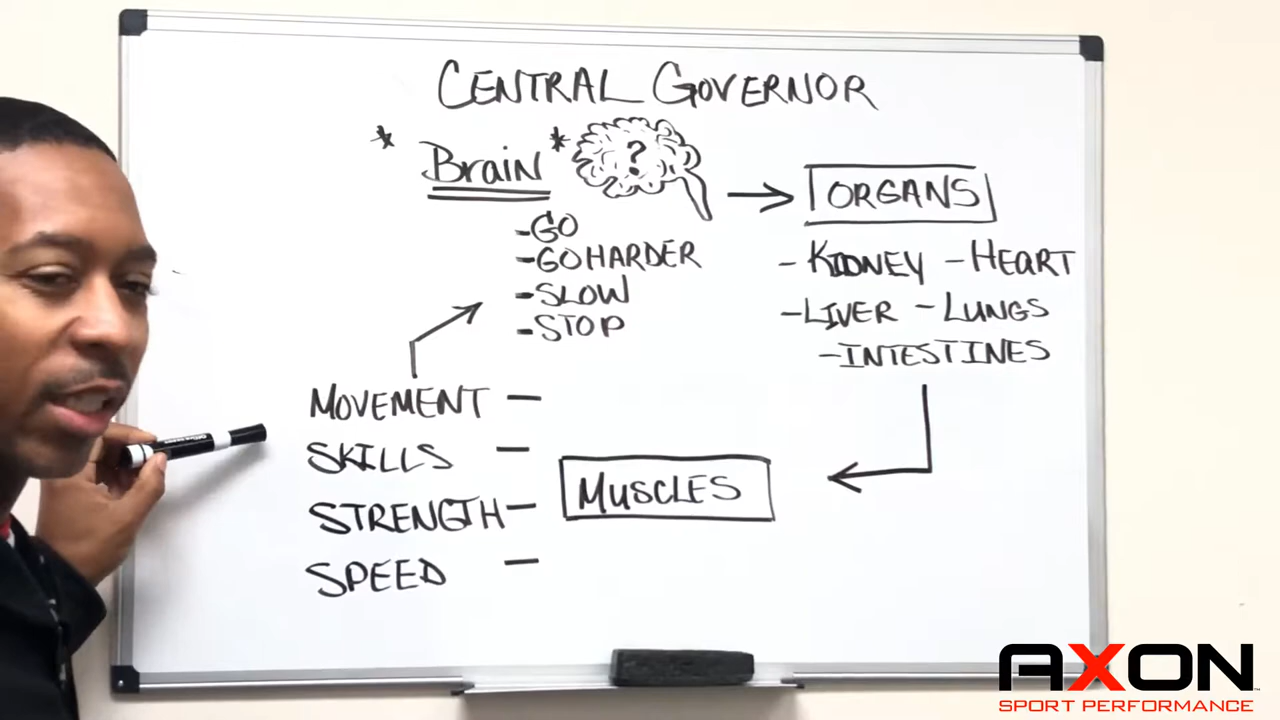 CENTRAL GOVERNOR
* Brain *
?
-GO
-GO HARDER
-SLOW
-STOP
ORGANS
-KIDNEY -HEART
-LIVER -LUNGS
-INTESTINES
MOVEMENT -
SKILLS -
STRENGTH -
SPEED -
MUSCLES
AXON
SPORT PERFORMANCE